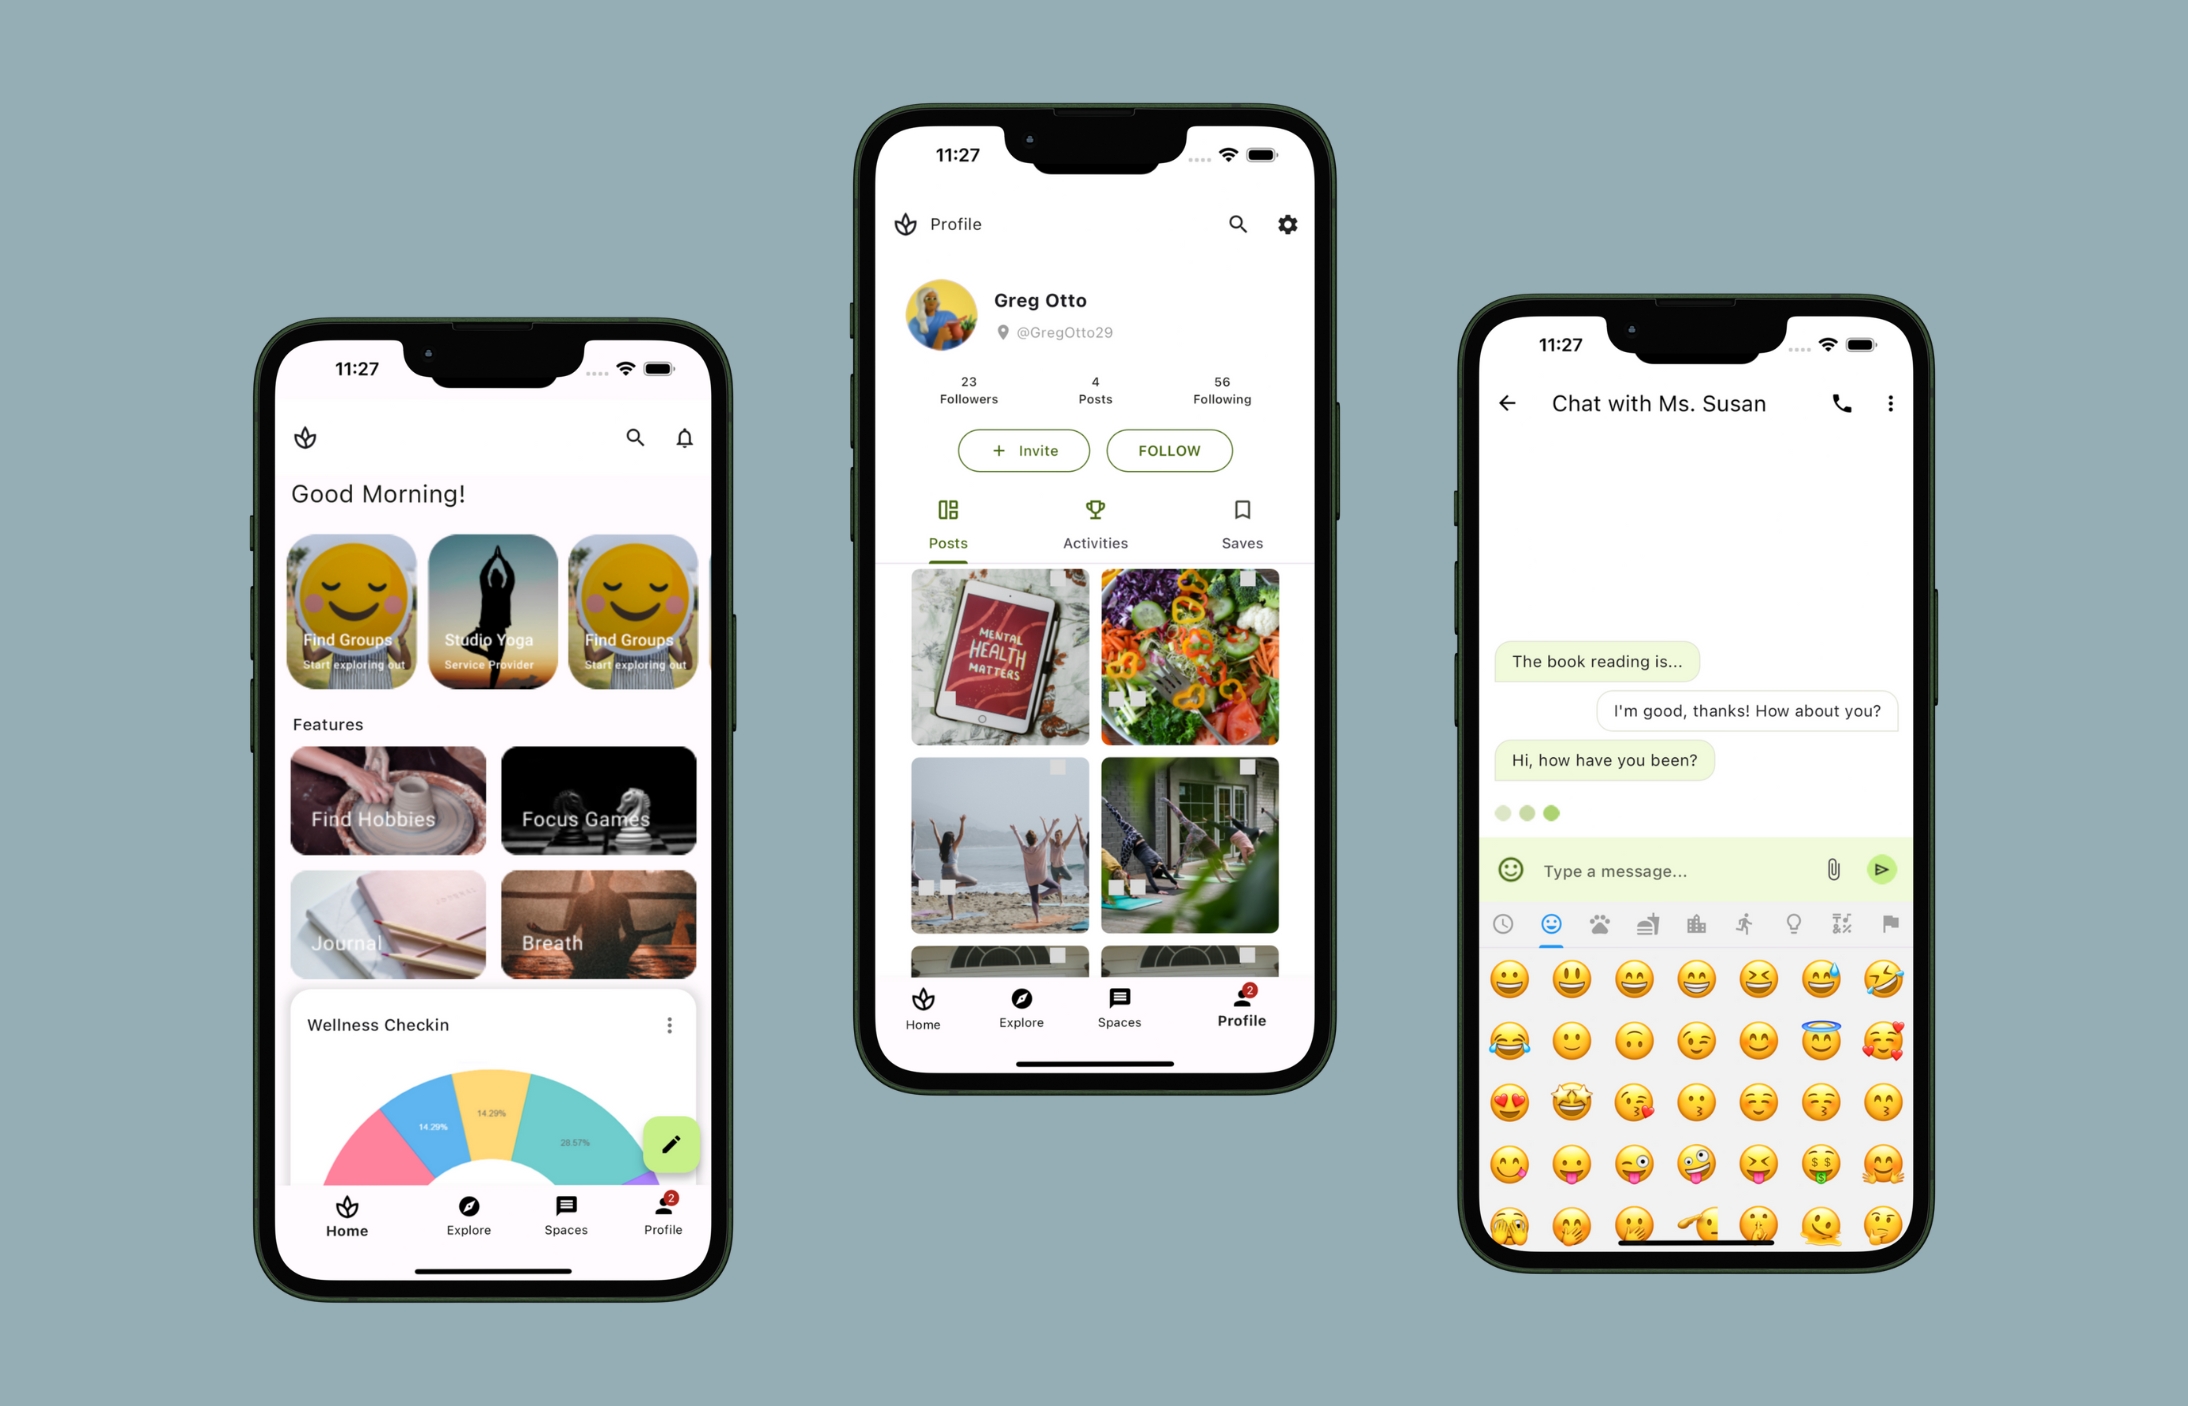 11:27
Good Morning!
Find Groups
Start exploring out
Studio Yoga
Service Provider
Find Groups
Start exploring out
Features
Find Hobbies
Focus Games
JOURNAL
Journal
Breath
Wellness Checkin
14.29%
14.29%
28.57%
Home
Explore
Spaces
2
Profile
11:27
Profile
Greg Otto
@GregOtto29
23
Followers
4
Posts
56
Following
+ Invite
FOLLOW
Posts
Activities
Saves
MENTAL
HEALTH
MATTERS
Home
Explore
Spaces
2
Profile
11:27
Chat with Ms. Susan
The book reading is...
I'm good, thanks! How about you?
Hi, how have you been?
Type a message...